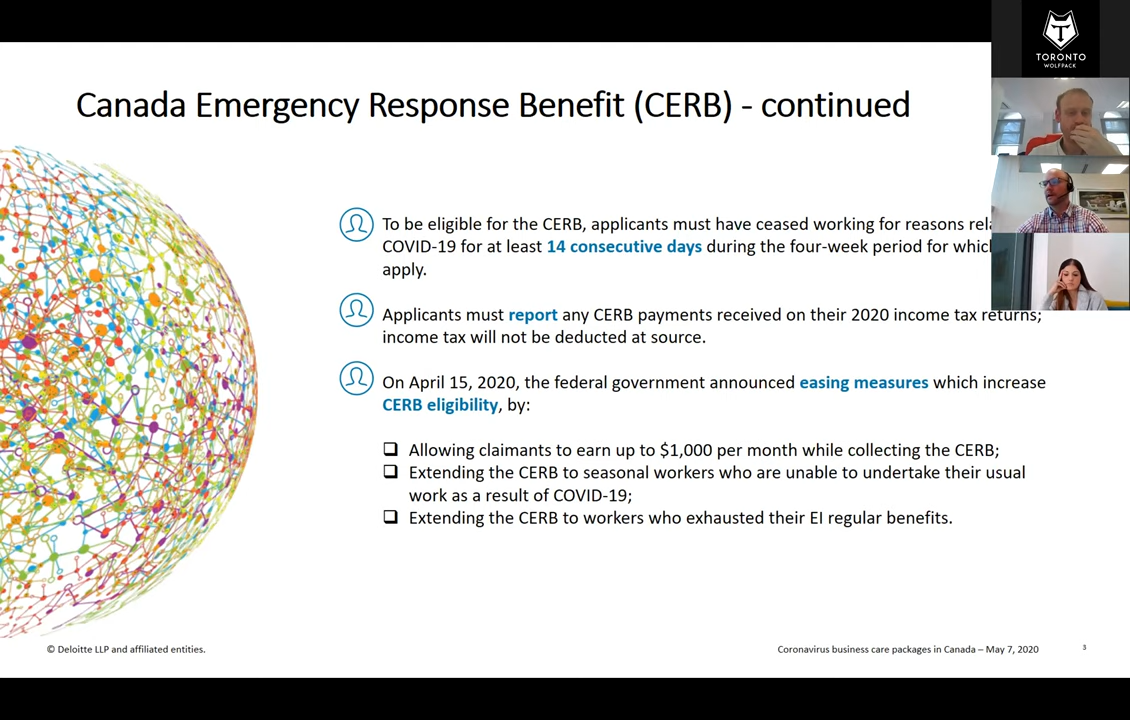 TORONTO
WOLFPACK
Canada Emergency Response Benefit (CERB) - continued
To be eligible for the CERB, applicants must have ceased working for reasons
COVID-19 for at least 14 consecutive days during the four-week period for
apply.
Applicants must report any CERB payments received on their 2020 income tax returns;
income tax will not be deducted at source.
On April 15, 2020, the federal government announced easing measures which increase
CERB eligibility, by:
❑ Allowing claimants to earn up to $1,000 per month while collecting the CERB;
❑ Extending the CERB to seasonal workers who are unable to undertake their usual
work as a result of COVID-19;
❑ Extending the CERB to workers who exhausted their EI regular benefits.
© Deloitte LLP and affiliated entities.
Coronavirus business care packages in Canada – May 7, 2020
3